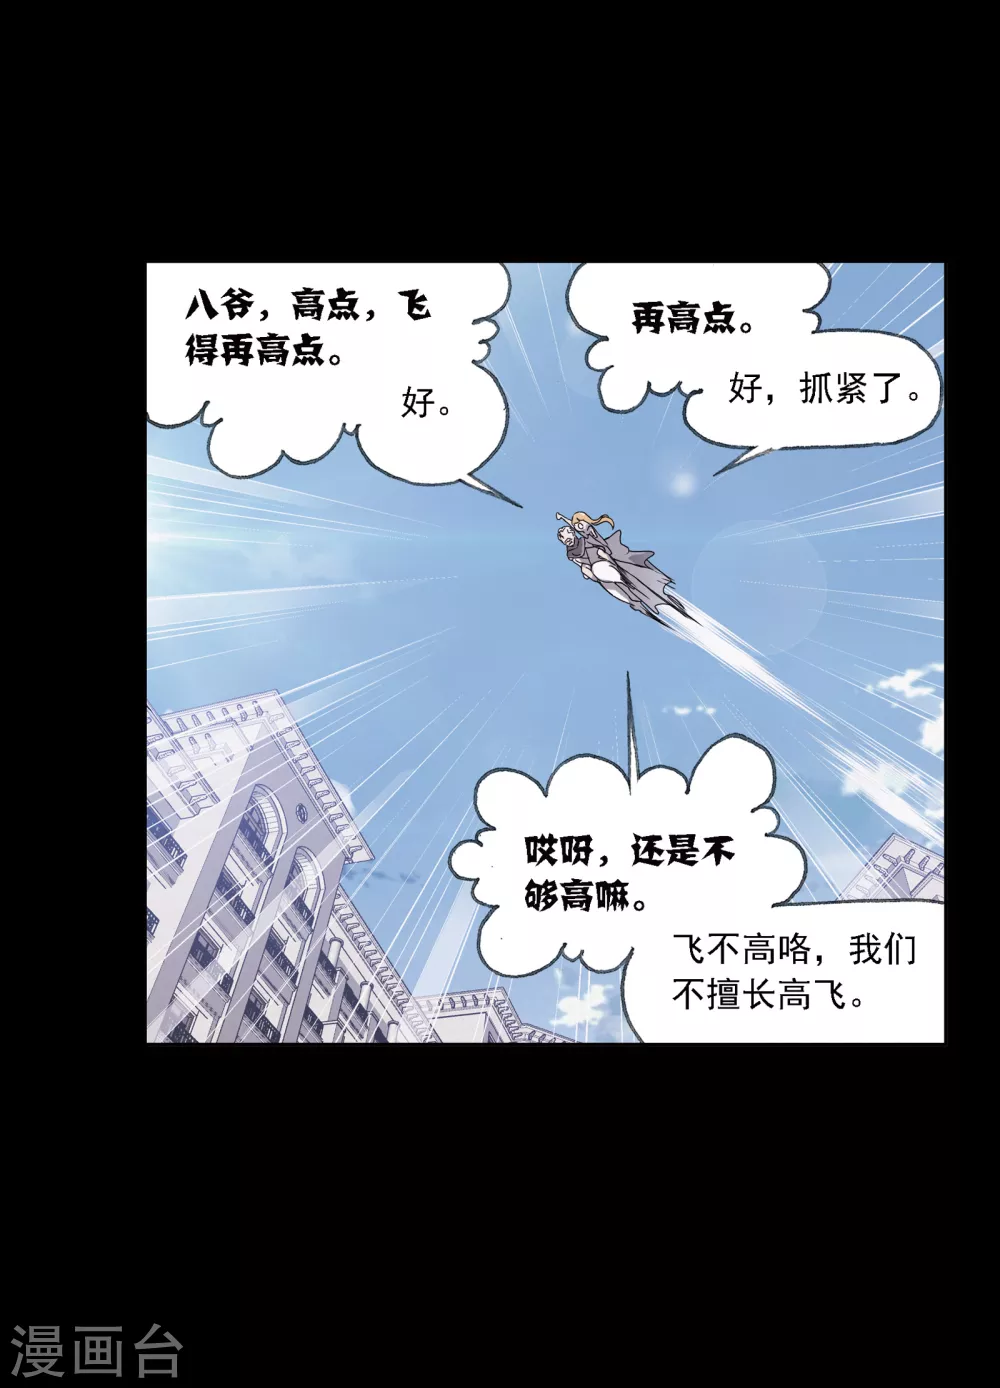 八谷，高点，飞
得再高点。
好。
再高点。
好，抓紧了。
哎呀，还是不
够高嘛。
飞不高咯，我们
不擅长高飞。
漫画台